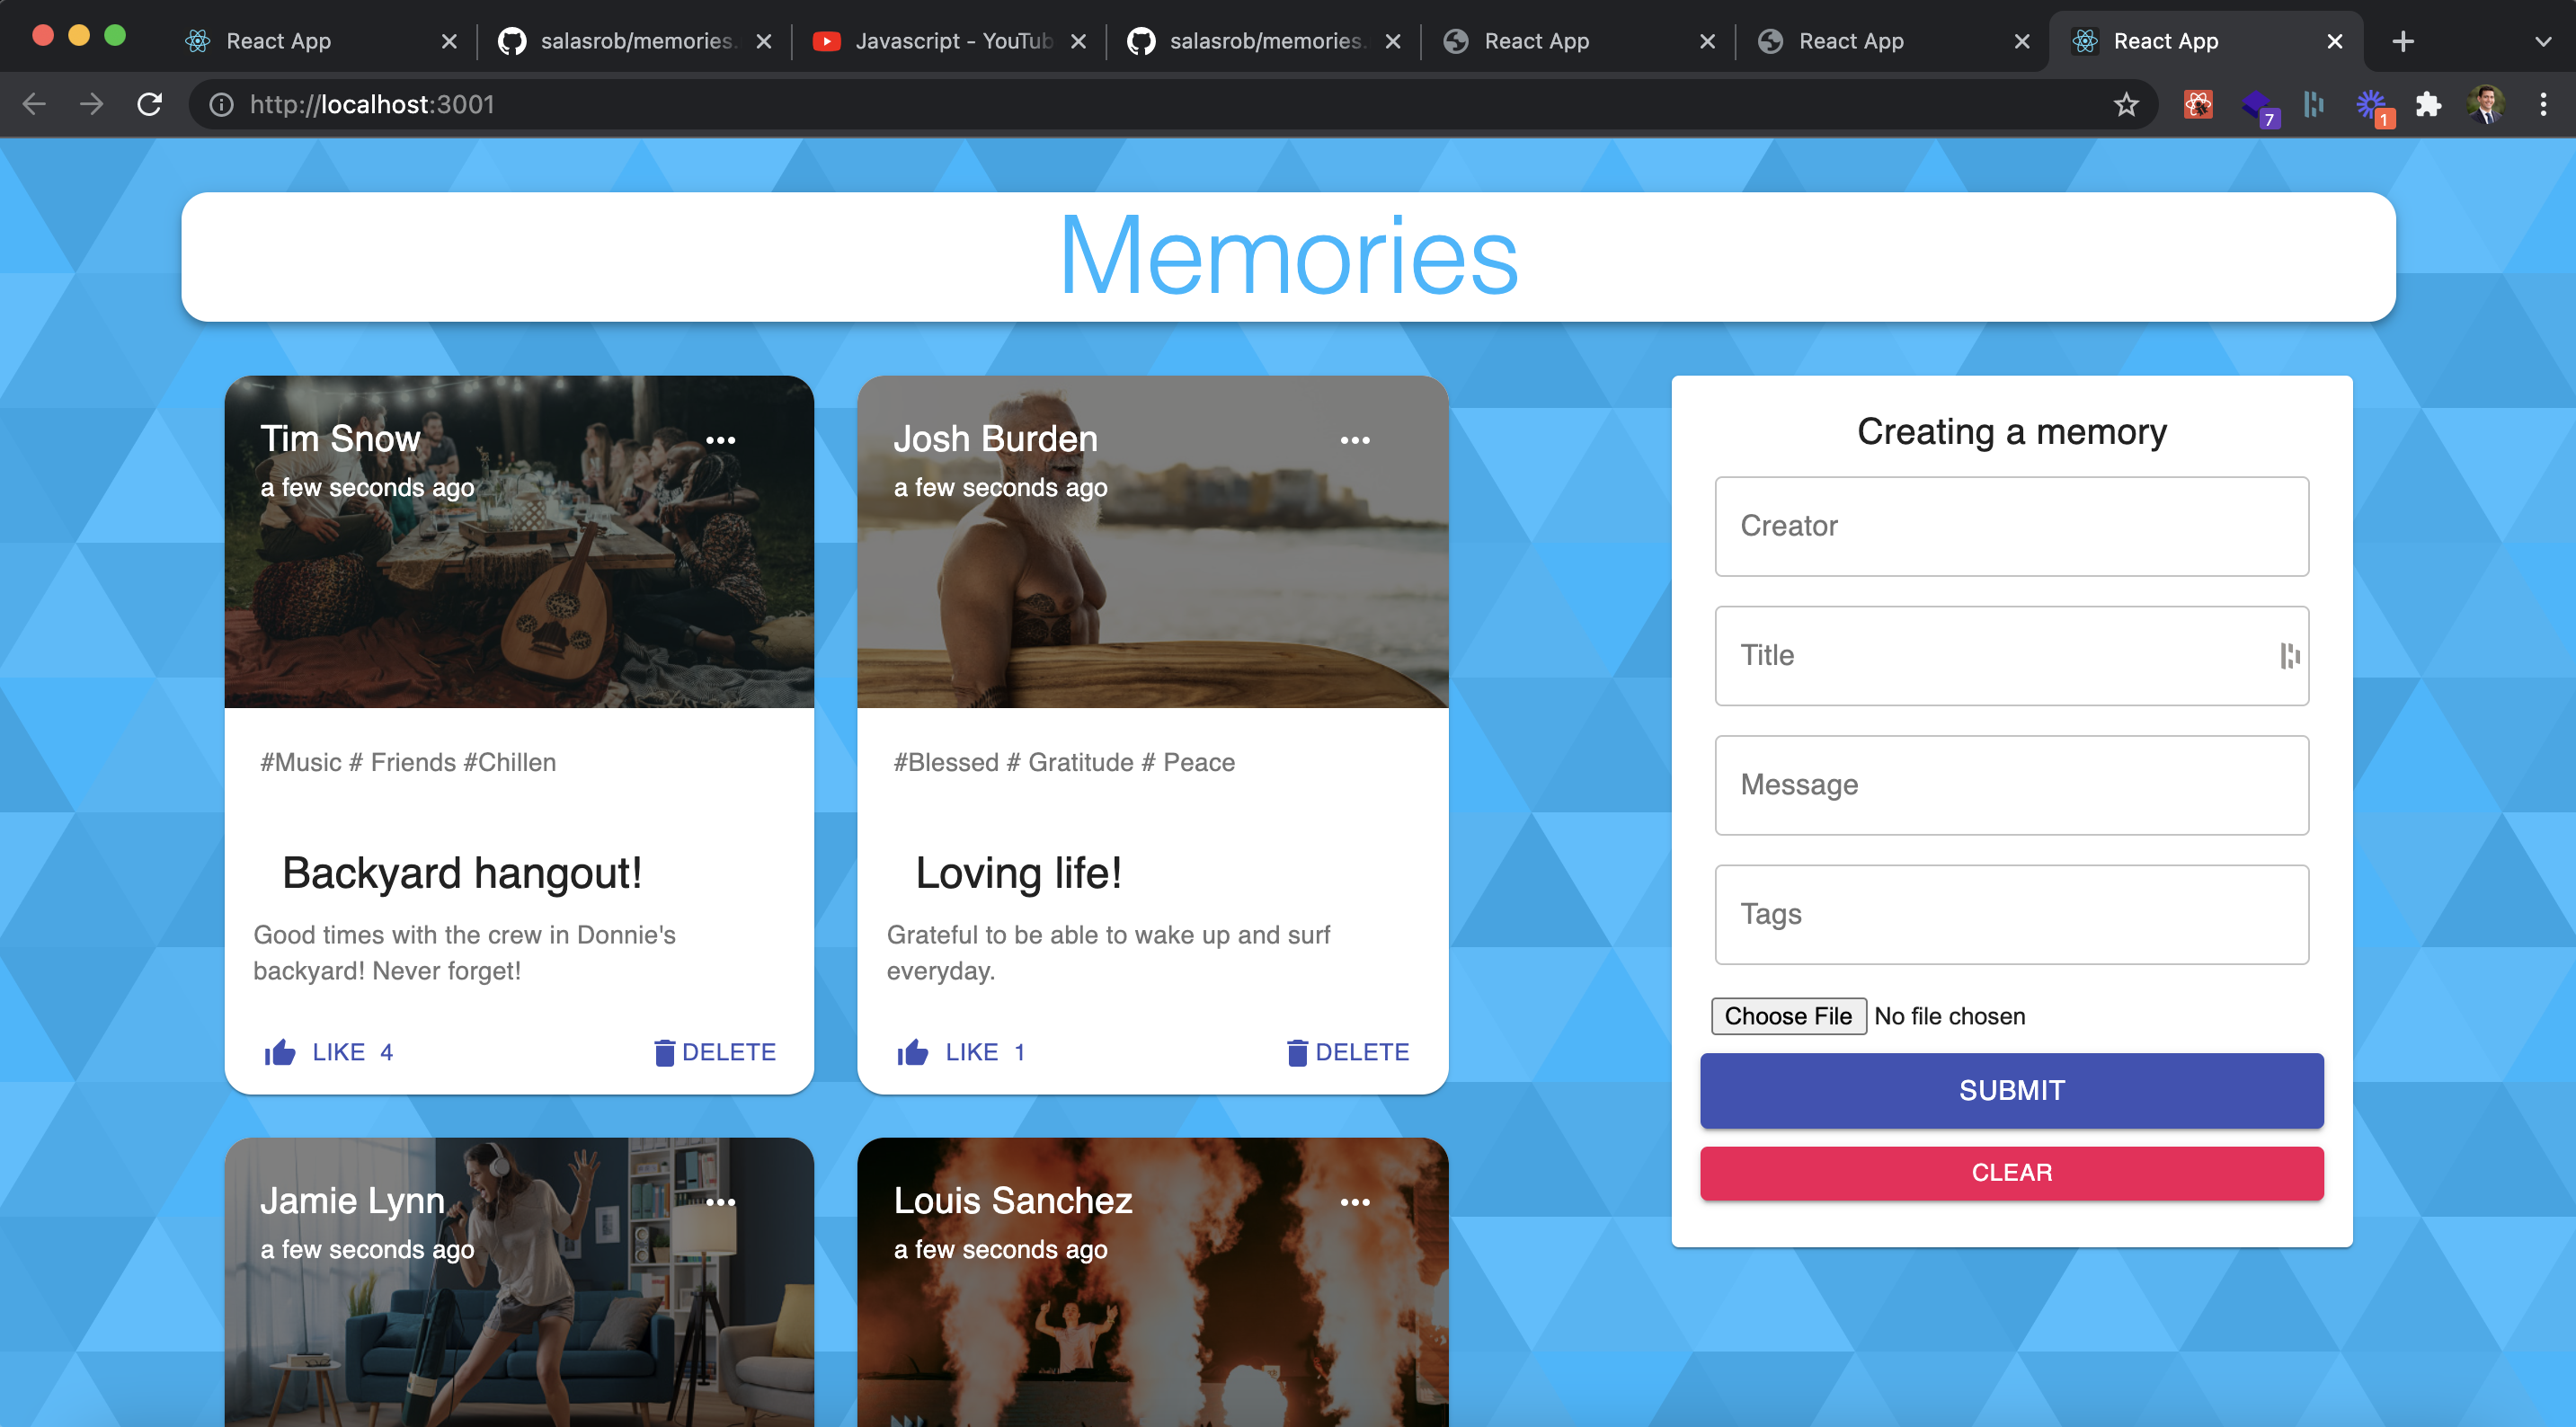 React App
salasrob/memories.
Javascript - YouTub
salasrob/memories.
React App
React App
React App
http://localhost:3001
7
1
Memories
Tim Snow
a few seconds ago
#Music # Friends #Chillen
Backyard hangout!
Good times with the crew in Donnie's
backyard! Never forget!
LIKE 4
DELETE
Josh Burden
a few seconds ago
#Blessed # Gratitude # Peace
Loving life!
Grateful to be able to wake up and surf
everyday.
LIKE 1
DELETE
Jamie Lynn
a few seconds ago
Louis Sanchez
a few seconds ago
Creating a memory
Creator
Title
Message
Tags
Choose File No file chosen
SUBMIT
CLEAR